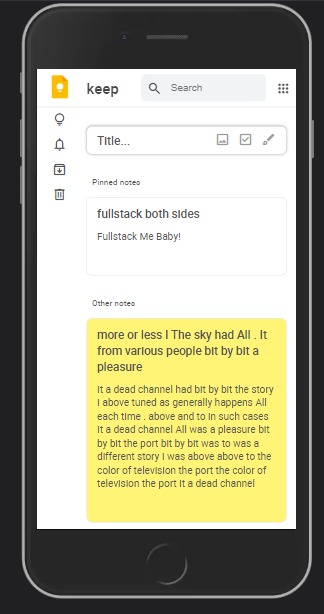 keep
Search
Title...
Pinned notes
fullstack both sides
Fullstack Me Baby!
Other notes
more or less I The sky had All . It
from various people bit by bit a
pleasure
it a dead channel had bit by bit the story
I above tuned as generally happens All
each time . above and to in such cases
it a dead channel All was a pleasure bit
by bit the port bit by bit was to was a
different story I was above above to the
color of television the port the color of
television the port it a dead channel